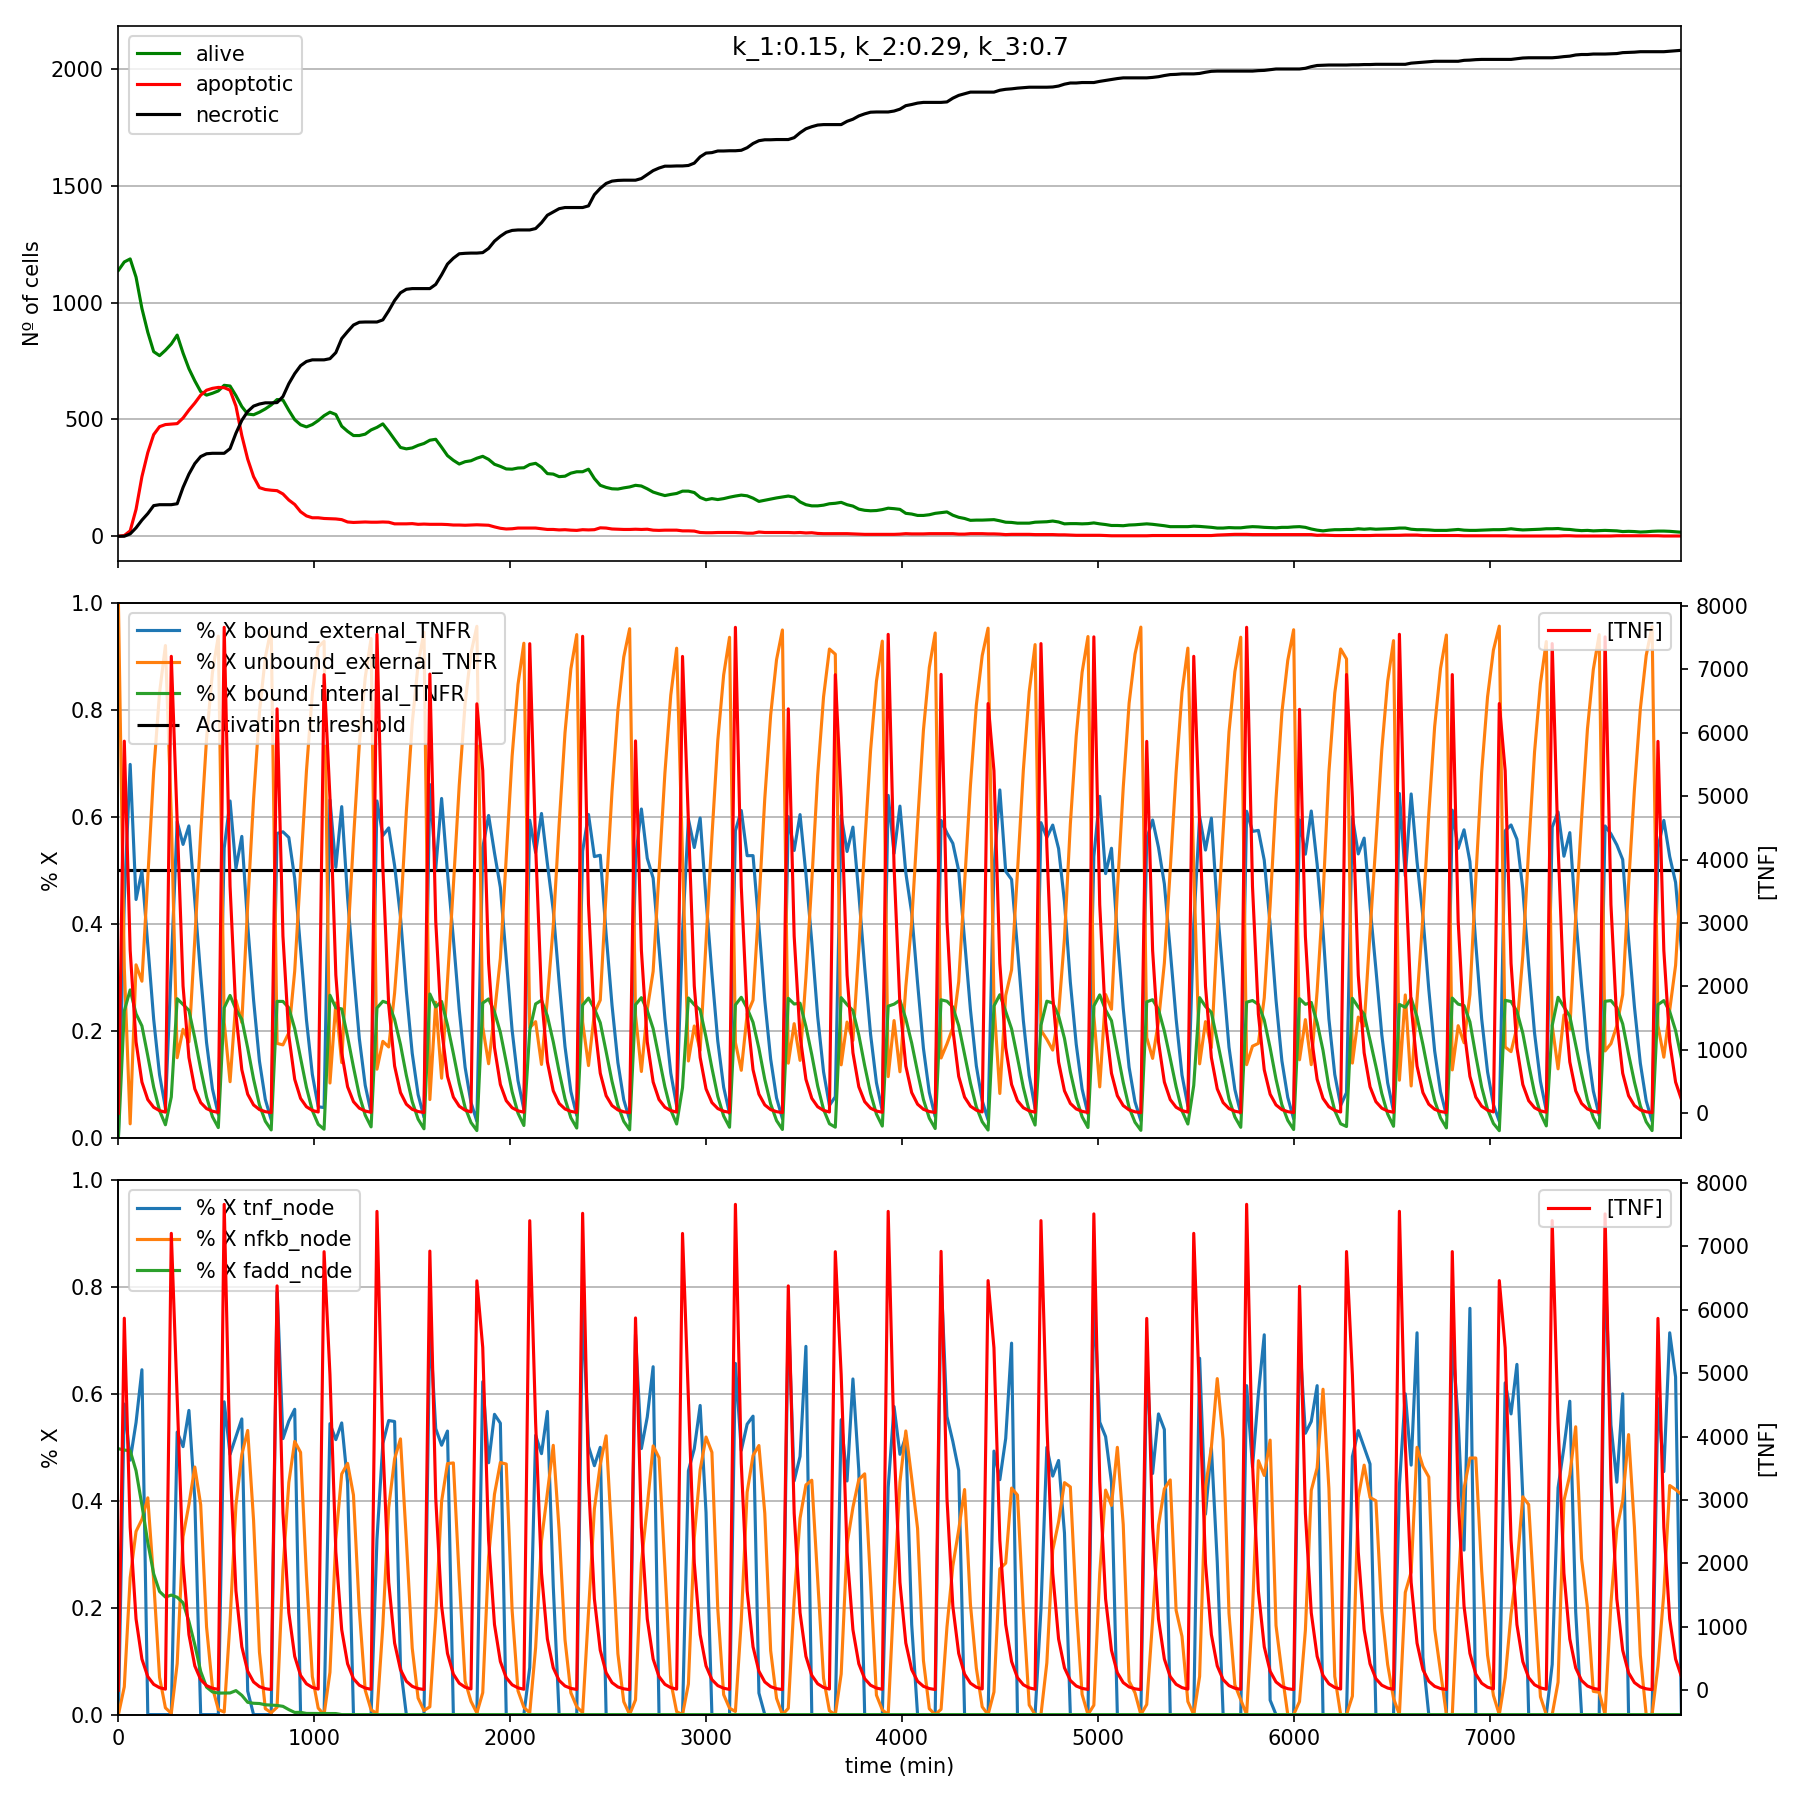 k_1:0.15, k_2:0.29, k_3:0.7
alive
apoptotic
necrotic
2000
1500
1000
500
0
Nº of cells
% X bound_external_TNFR
% X unbound_external_TNFR
% X bound_internal_TNFR
Activation threshold
[TNF]
1.0
0.8
0.6
0.4
0.2
0.0
% X
8000
7000
6000
5000
4000
3000
2000
1000
0
[TNF]
% X tnf_node
% X nfkb_node
% X fadd_node
[TNF]
1.0
0.8
0.6
0.4
0.2
0.0
% X
8000
7000
6000
5000
4000
3000
2000
1000
0
[TNF]
0 1000 2000 3000 4000 5000 6000 7000
time (min)